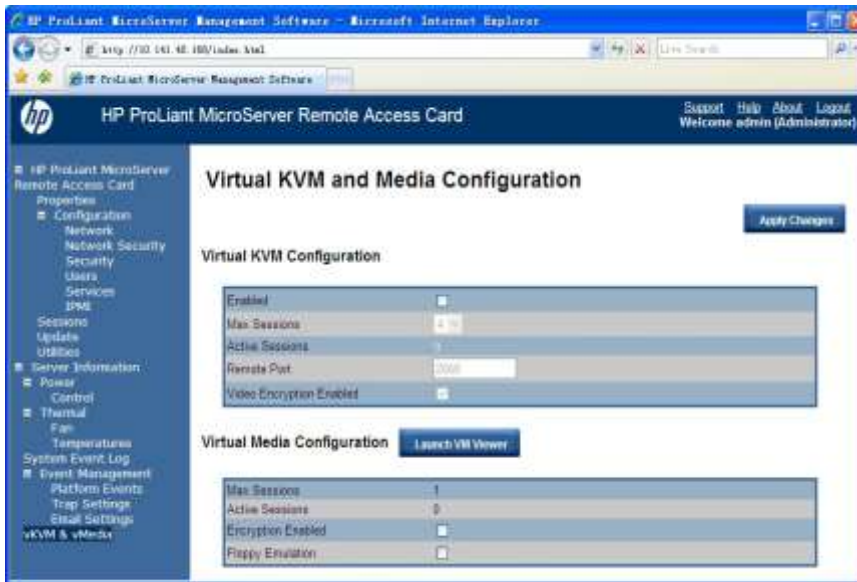 HP ProLiant MicroServer Management Software - Microsoft Internet Explorer
Live Search
HP ProLiant MicroServer Management Software
hp
HP ProLiant MicroServer Remote Access Card
Support Help About Logout
Welcome admin (Administrator)
HP ProLiant MicroServer
Remote Access Card
Properties
Configuration
Network
Network Security
Security
Users
Services
IPMI
Sessions
Update
Utilities
Server Information
Power
Control
Thermal
Fan
Temperatures
System Event Log
Event Management
Platform Events
Trap Settings
Email Settings
vKVM & vMedia
Virtual KVM and Media Configuration
Apply Changes
Virtual KVM Configuration
Enabled
Max Sessions 4
Active Sessions
Remote Port
Video Encryption Enabled
Virtual Media Configuration
Launch VM Viewer
Max Sessions 1
Active Sessions 0
Encryption Enabled
Floppy Emulation